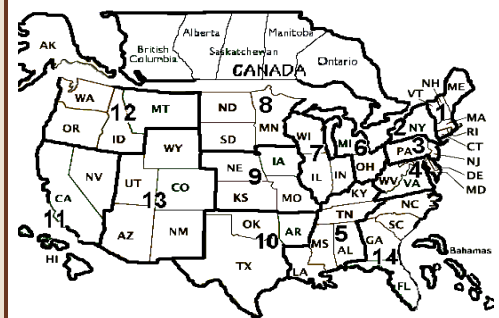 AK
Alberta
Manitoba
British
Columbia
Saskatchewan
Ontario
CANADA
NH
VT
ME
WA
MT
ND
8
MN
OR
12
ID
SD
WI
MI
2
NY
1
MA
RI
CT
WY
NE
IA
7
6
PA
3
NJ
NV
UT
CO
9
IL
IN
OH
WV
4
VA
DE
MD
CA
13
KS
MO
KY
NC
11
AZ
NM
OK
10
AR
TN
5
SC
HI
TX
MS
AL
GA
14
Bahamas
LA
FL